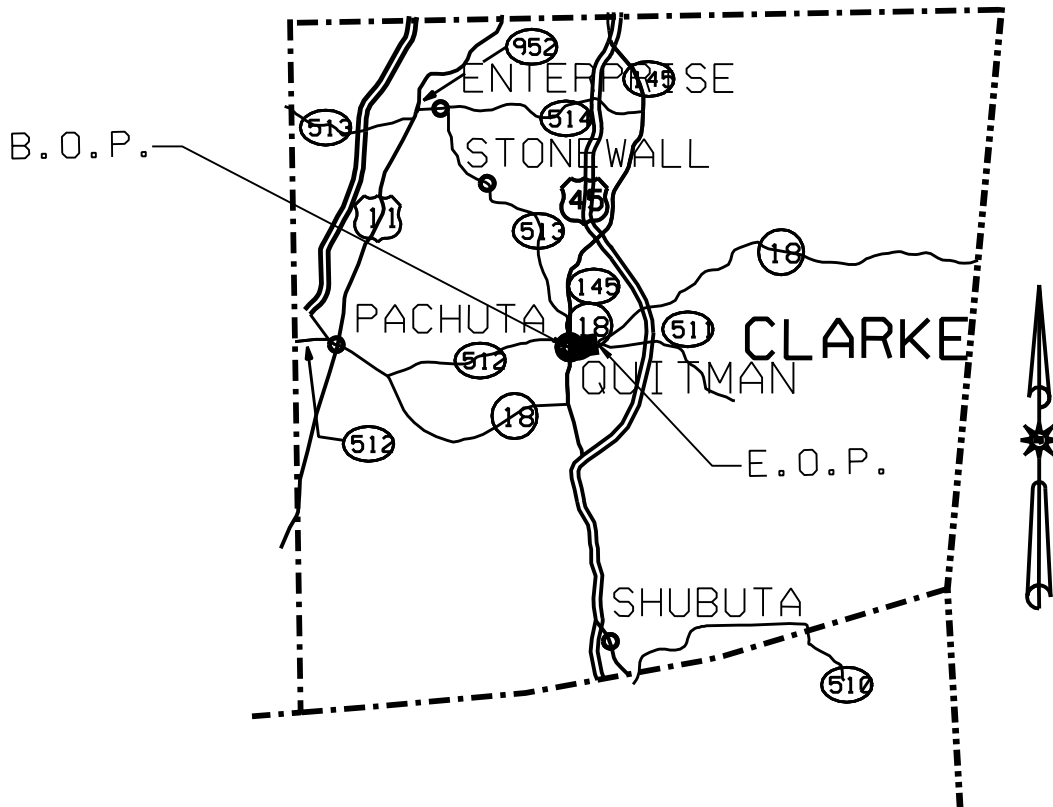 952
ENTERPRISE
145
514
513
B.O.P.
STONEWALL
45
11
513
18
145
PACHUTA
18
511
CLARKE
512
QUITMAN
18
512
E.O.P.
SHUBUTA
510